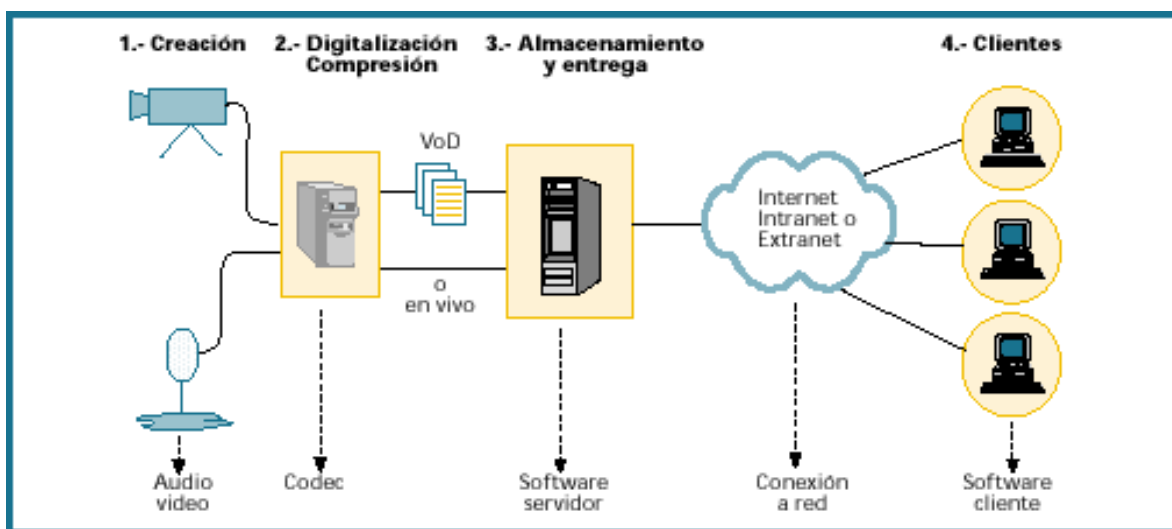 1.- Creación
2.- Digitalización
Compresión
3.- Almacenamiento
y entrega
4.- Clientes
VoD
o
en vivo
Internet
Intranet o
Extranet
Audio
video
Codec
Software
servidor
Conexión
a red
Software
cliente